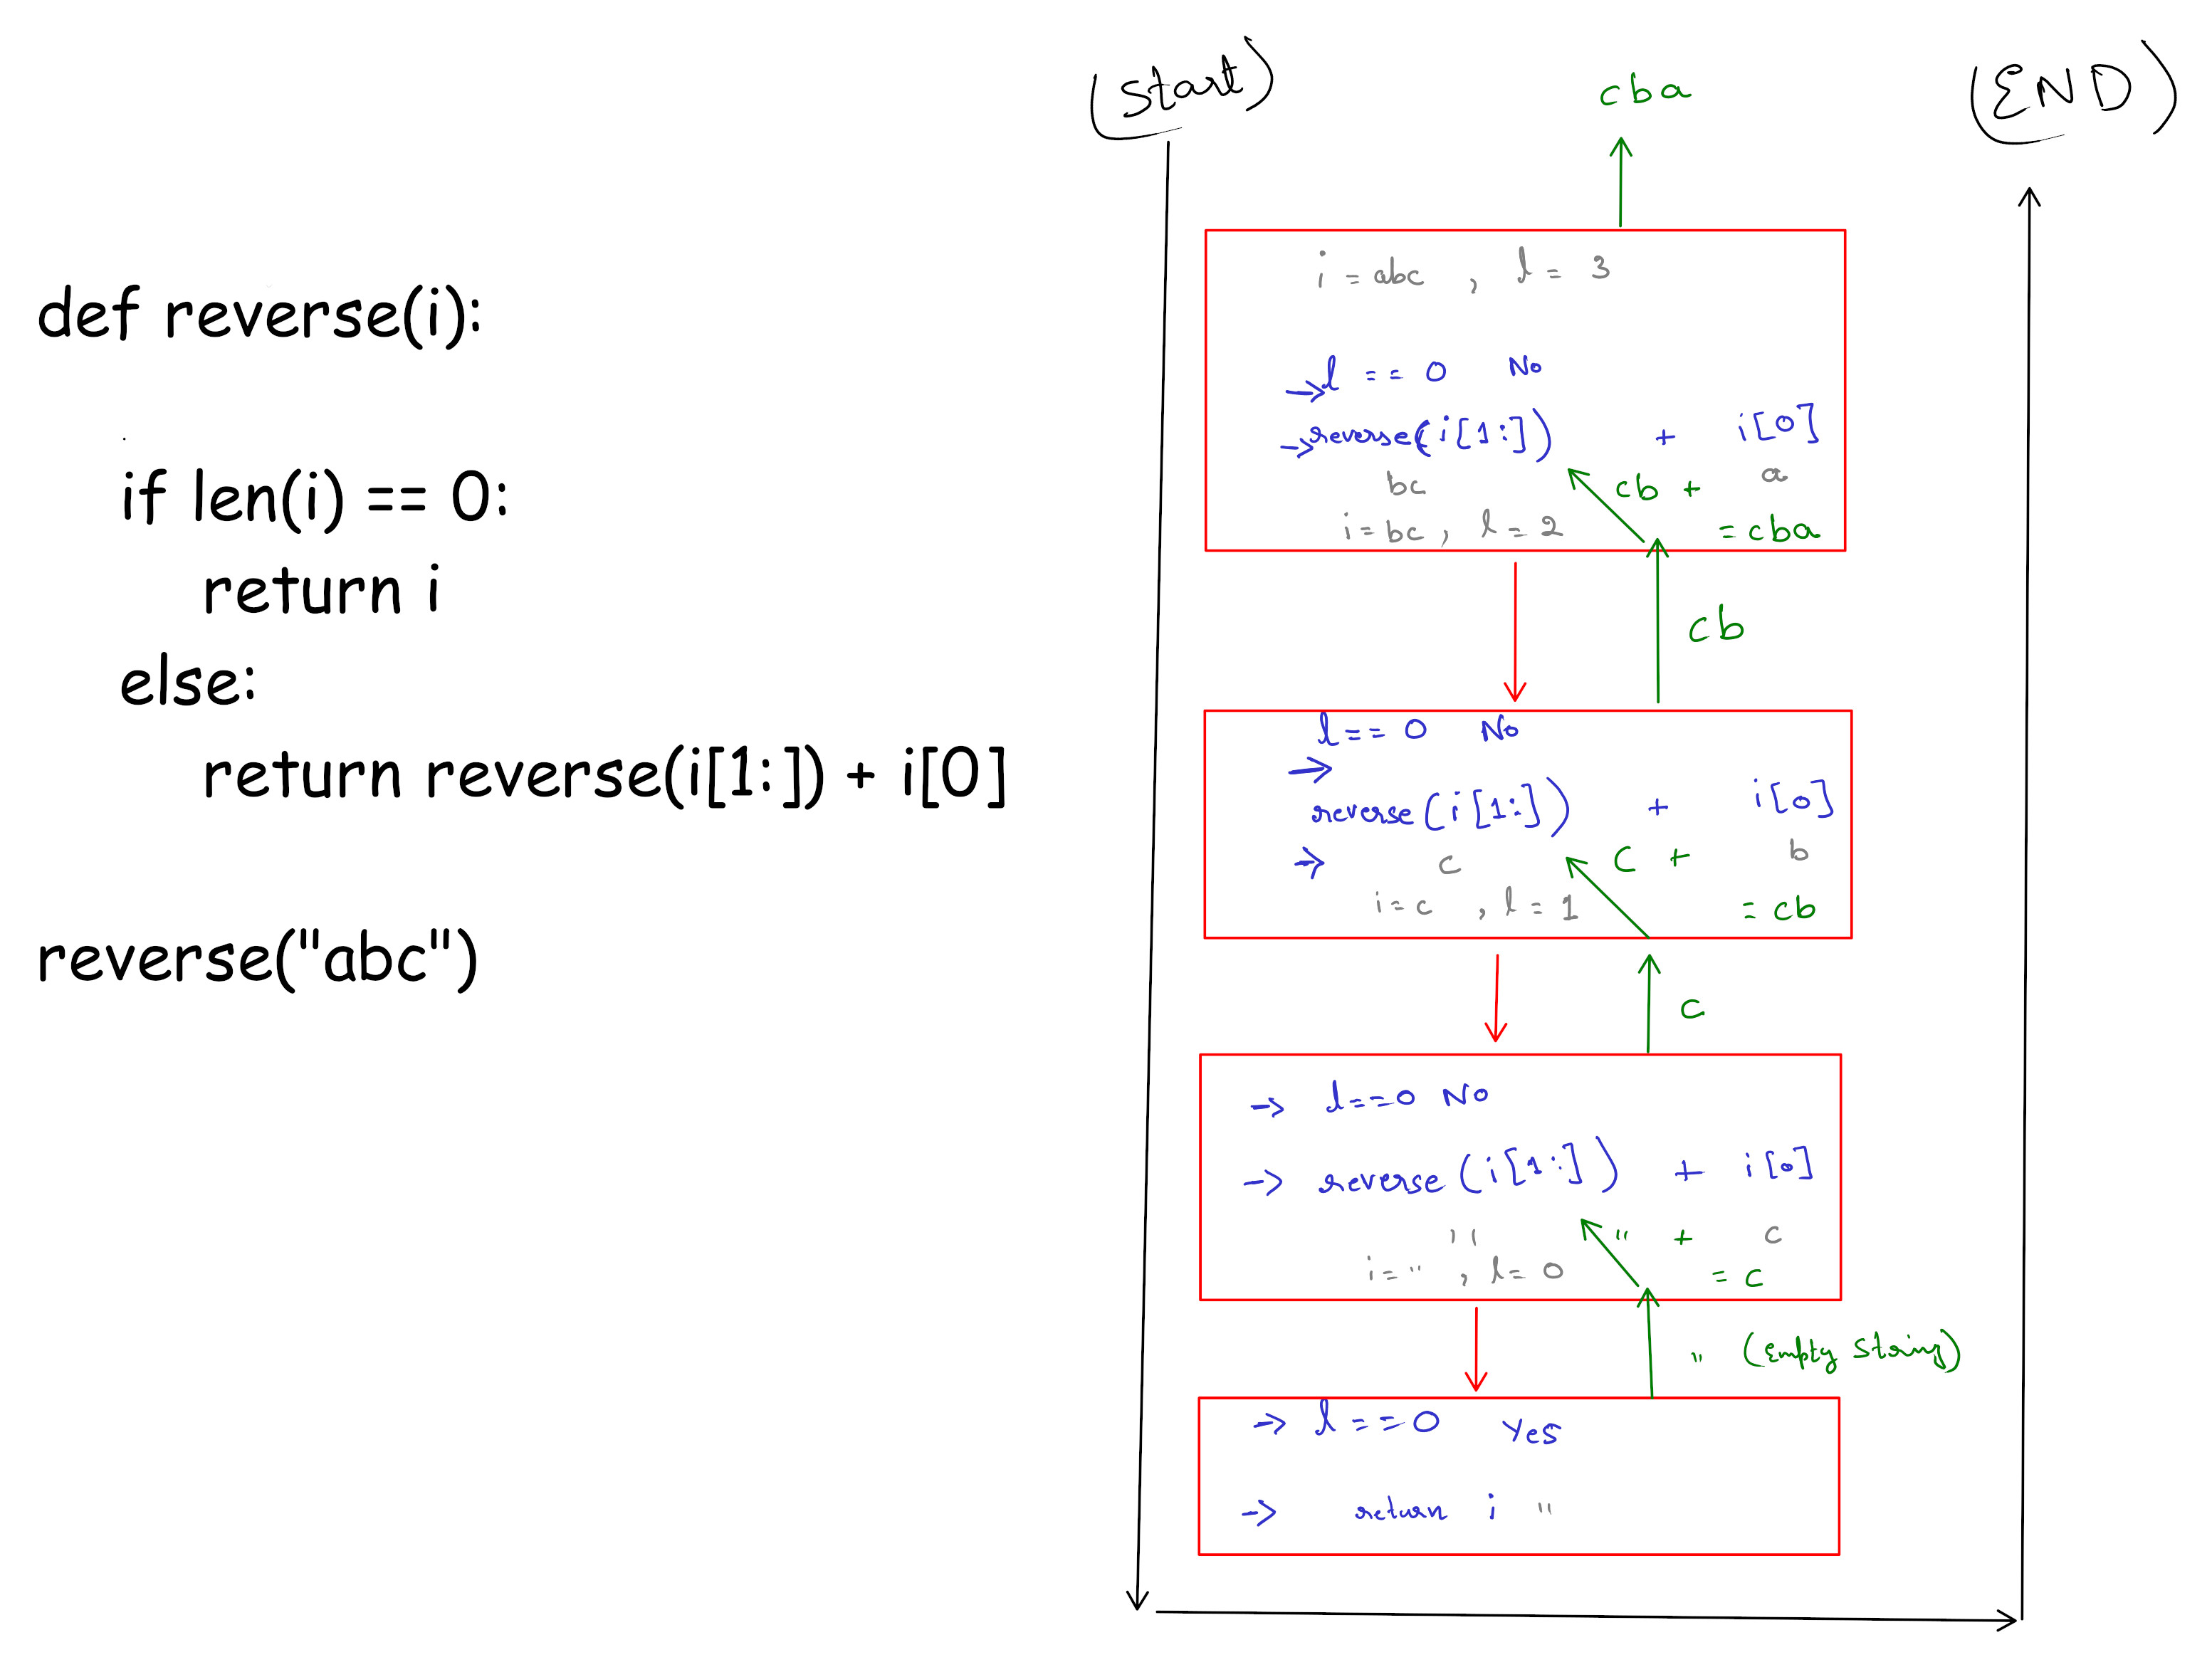 def reverse(i):
if len(i) == 0:
return i
else:
return reverse(i[1:]) + i[0]
reverse("abc")
(Start)
cba
(END)
i = abc , l = 3
→ l == 0 No
→ reverse(i[1:]) + i[0]
bc cb + a
i = bc , l = 2 = cba
cb
l == 0 No
→
reverse(i[1:]) + i[0]
→ c c + b
i = c , l = 1 = cb
c
→ l == 0 No
→ reverse(i[1:]) + i[0]
" " + c
i = " , l = 0 = c
" (Empty String)
→ l == 0 Yes
→ return i "